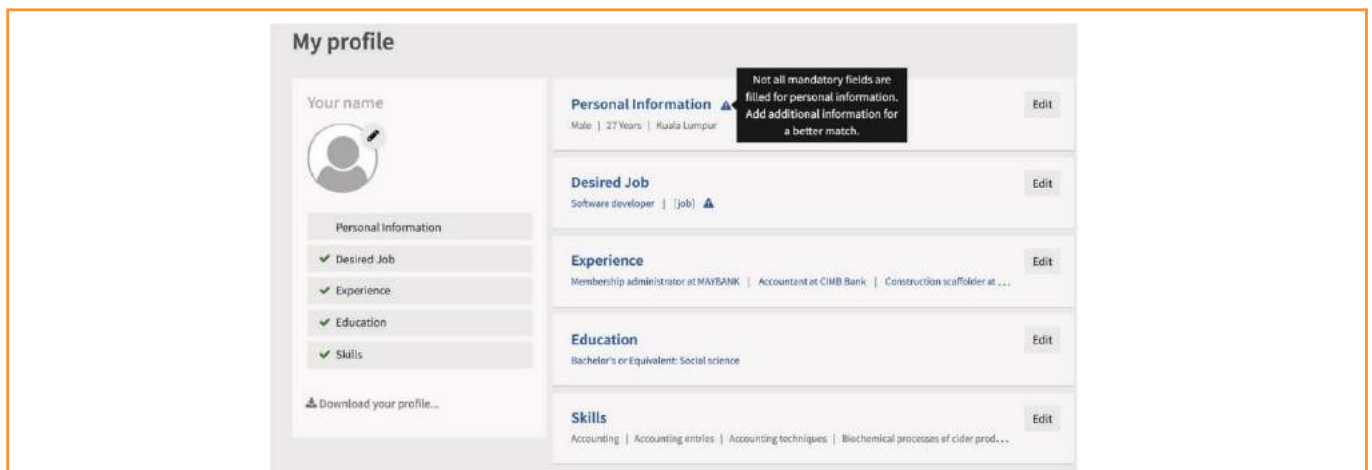 My profile
Your name
Personal Information
Desired Job
Experience
Education
Skills
Download your profile...
Personal Information
Male | 27 Years | Kuala Lumpur
Not all mandatory fields are
filled for personal information.
Add additional information for
a better match.
Edit
Desired Job
Software developer | [job]
Edit
Experience
Membership administrator at MAYBANK | Accountant at CIMB Bank | Construction scaffolder at ...
Edit
Education
Bachelor's or Equivalent: Social science
Edit
Skills
Accounting | Accounting entries | Accounting techniques | Biochemical processes of cider prod...
Edit